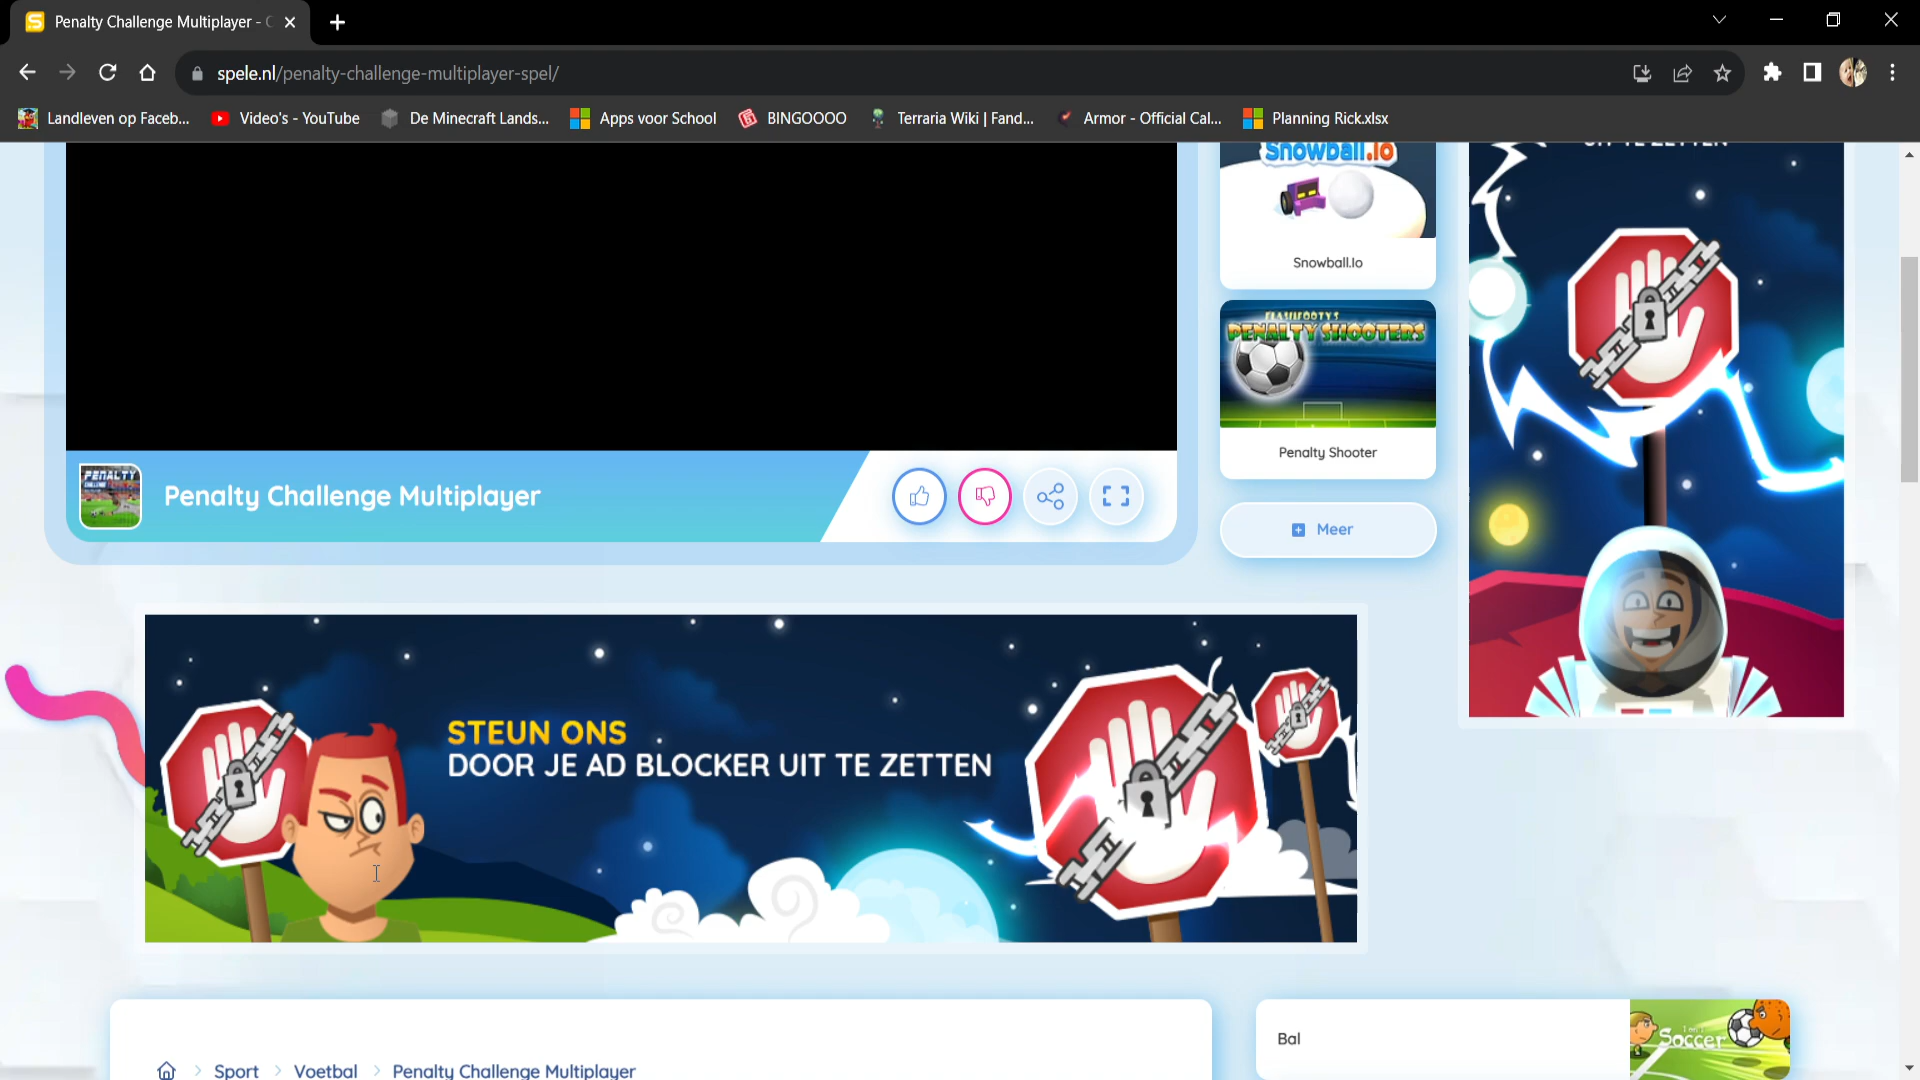 Penalty Challenge Multiplayer -
spele.nl/penalty-challenge-multiplayer-spel/
Landleven op Faceb...
Video's - YouTube
De Minecraft Lands...
Apps voor School
BINGOOOO
Terraria Wiki | Fand...
Armor - Official Cal...
Planning Rick.xlsx
Snowball.io
Snowball.Io
FLASHFOOTY'S
PENALTY SHOOTERS
Penalty Shooter
Meer
PENALTY
Penalty Challenge Multiplayer
STEUN ONS
DOOR JE AD BLOCKER UIT TE ZETTEN
Bal
Soccer
Sport > Voetbal > Penalty Challenge Multiplayer